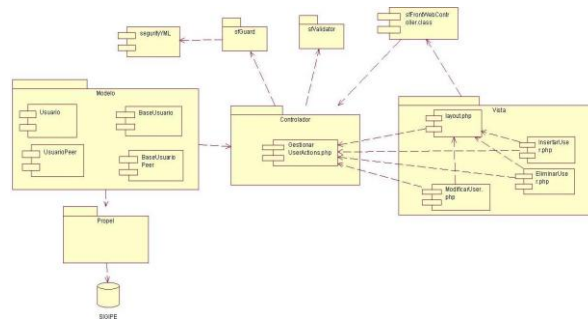 sfGuard
sfValidator
sfFrontWebContr
oller.class
segurityYML
Modelo
Usuario
BaseUsuario
UsuarioPeer
BaseUsuario
Peer
Controlador
Gestionar
UserActions.php
Vista
layout.php
InsertarUse
r.php
EliminarUse
r.php
ModificarUser.
php
Propel
SIGIPE